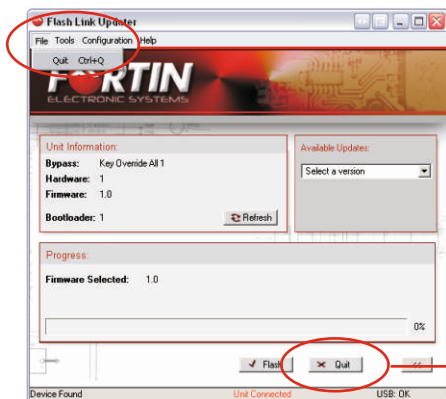 Flash Link Updater
File Tools Configuration Help
Quit Ctrl+Q
FORTIN
ELECTRONIC SYSTEMS
Unit Information:
Bypass: Key Override All 1
Hardware: 1
Firmware: 1.0
Bootloader: 1
Refresh
Available Updates:
Select a version
Progress:
Firmware Selected: 1.0
0%
Flash
Quit
<<
Device Found
Unit Connected
USB: OK